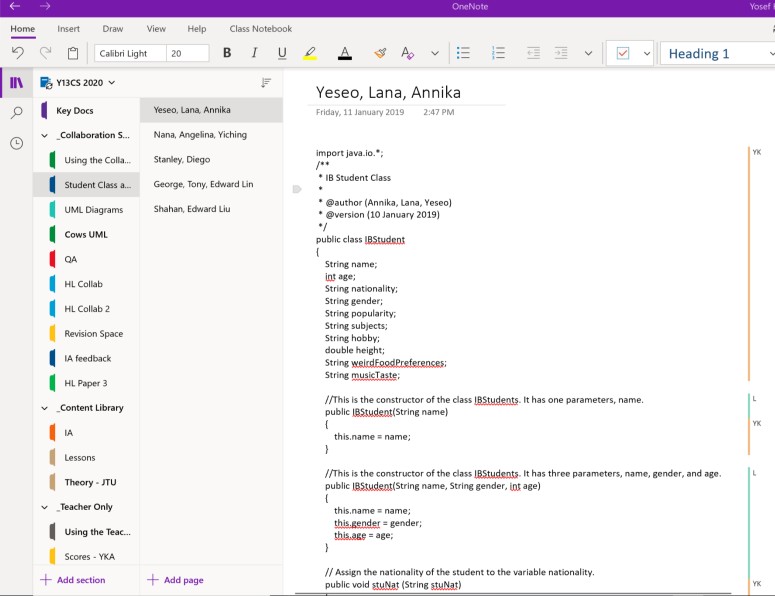 OneNote
Yosef
Home
Insert
Draw
View
Help
Class Notebook
Calibri Light
20
B
I
U
A
A
Heading 1
Y13CS 2020
Key Docs
_Collaboration S...
Using the Colla...
Student Class a...
UML Diagrams
Cows UML
QA
HL Collab
HL Collab 2
Revision Space
IA feedback
HL Paper 3
_Content Library
IA
Lessons
Theory - JTU
_Teacher Only
Using the Teac...
Scores - YKA
Add section
Yeseo, Lana, Annika
Nana, Angelina, Yiching
Stanley, Diego
George, Tony, Edward Lin
Shahan, Edward Liu
Add page
Yeseo, Lana, Annika
Friday, 11 January 2019 2:47 PM
import java.io.*;
/**
* IB Student Class
*
* @author (Annika, Lana, Yeseo)
* @version (10 January 2019)
*/
public class IBStudent
{
String name;
int age;
String nationality;
String gender;
String popularity;
String subjects;
String hobby;
double height;
String weirdFoodPreferences;
String musicTaste;
//This is the constructor of the class IBStudents. It has one parameters, name.
public IBStudent(String name)
{
this.name = name;
}
//This is the constructor of the class IBStudents. It has three parameters, name, gender, and age.
public IBStudent(String name, String gender, int age)
{
this.name = name;
this.gender = gender;
this.age = age;
}
// Assign the nationality of the student to the variable nationality.
public void stuNat (String stuNat)
YK
L
YK
L
YK